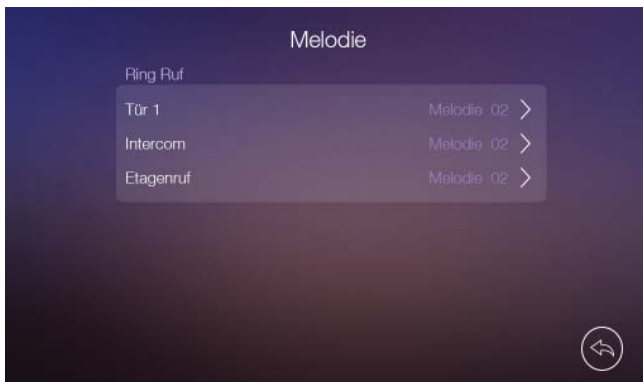 Melodie
Ring Ruf
Tür 1 Melodie 02
Intercom Melodie 02
Etagenruf Melodie 02